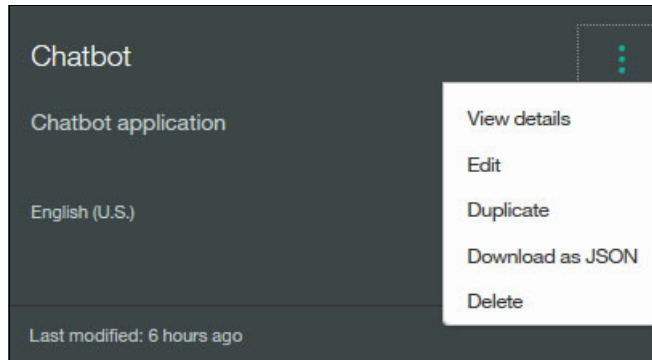 Chatbot
Chatbot application
English (U.S.)
Last modified: 6 hours ago
View details
Edit
Duplicate
Download as JSON
Delete